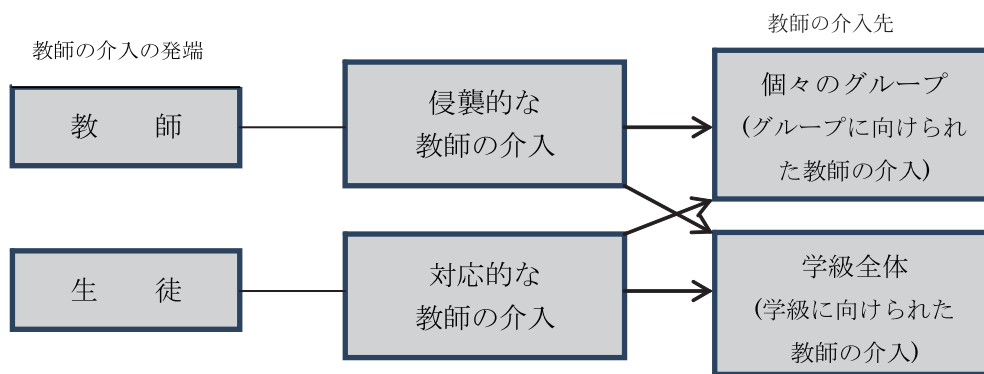 教師の介入の発端
教師の介入先
教　　師
侵襲的な
教師の介入
個々のグループ
(グループに向けられ
た教師の介入)
生　　徒
対応的な
教師の介入
学級全体
(学級に向けられた
教師の介入)